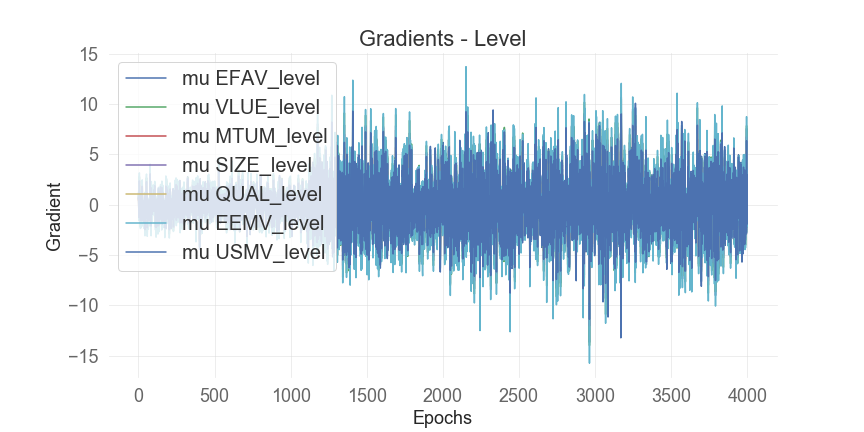 Gradients - Level
15
10
5
0
−5
−10
−15
Gradient
mu EFAV_level
mu VLUE_level
mu MTUM_level
mu SIZE_level
mu QUAL_level
mu EEMV_level
mu USMV_level
0 500 1000 1500 2000 2500 3000 3500 4000
Epochs